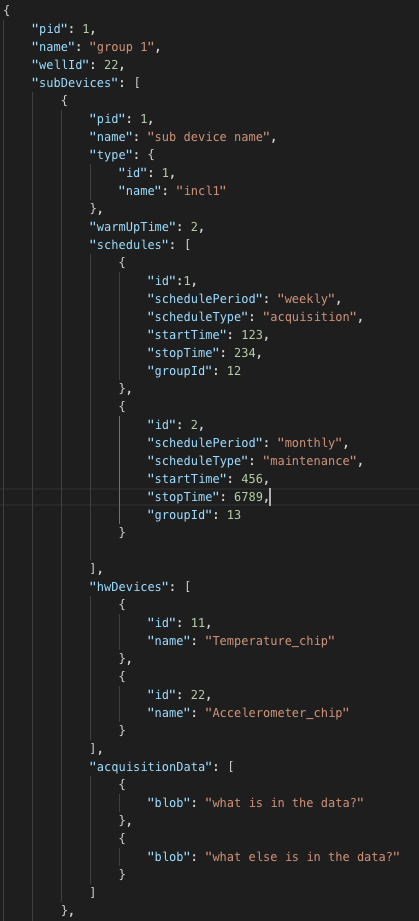 {
    "pid": 1,
    "name": "group 1",
    "wellId": 22,
    "subDevices": [
        {
            "pid": 1,
            "name": "sub device name",
            "type": {
                "id": 1,
                "name": "incl1"
            },
            "warmUpTime": 2,
            "schedules": [
                {
                    "id":1,
                    "schedulePeriod": "weekly",
                    "scheduleType": "acquisition",
                    "startTime": 123,
                    "stopTime": 234,
                    "groupId": 12
                },
                {
                    "id": 2,
                    "schedulePeriod": "monthly",
                    "scheduleType": "maintenance",
                    "startTime": 456,
                    "stopTime": 6789,
                    "groupId": 13
                }

            ],
            "hwDevices": [
                {
                    "id": 11,
                    "name": "Temperature_chip"
                },
                {
                    "id": 22,
                    "name": "Accelerometer_chip"
                }
            ],
            "acquisitionData": [
                {
                    "blob": "what is in the data?"
                },
                {
                    "blob": "what else is in the data?"
                }
            ]
        },